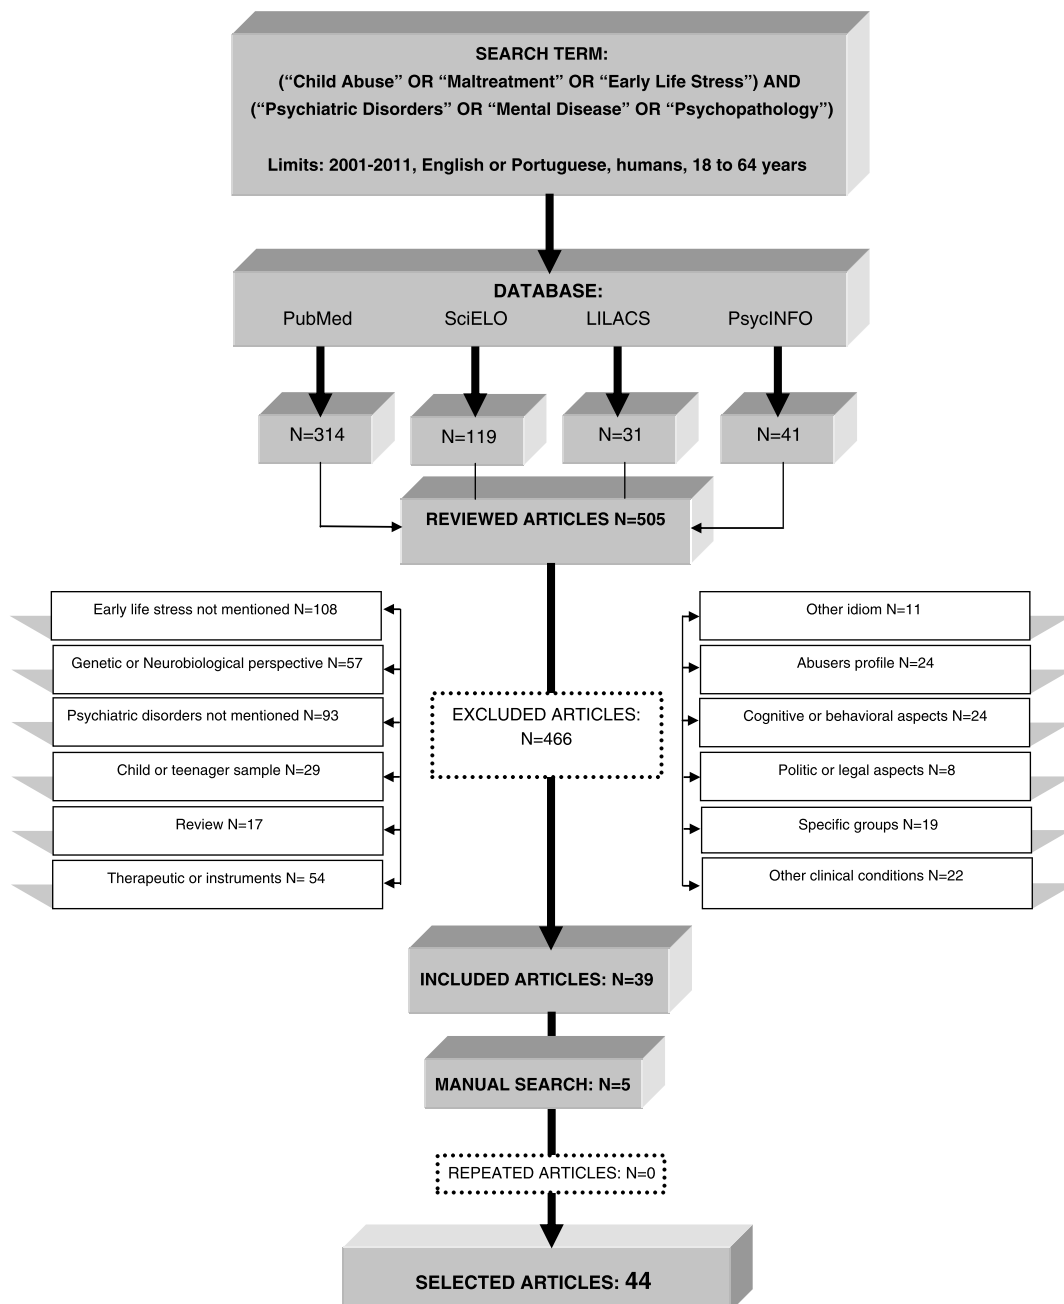 SEARCH TERM:
(“Child Abuse” OR “Maltreatment” OR “Early Life Stress”) AND
(“Psychiatric Disorders” OR “Mental Disease” OR “Psychopathology”)
Limits: 2001-2011, English or Portuguese, humans, 18 to 64 years
DATABASE:
PubMed SciELO LILACS PsycINFO
N=314 N=119 N=31 N=41
REVIEWED ARTICLES N=505
Early life stress not mentioned N=108
Genetic or Neurobiological perspective N=57
Psychiatric disorders not mentioned N=93
Child or teenager sample N=29
Review N=17
Therapeutic or instruments N= 54
EXCLUDED ARTICLES:
N=466
Other idiom N=11
Abusers profile N=24
Cognitive or behavioral aspects N=24
Politic or legal aspects N=8
Specific groups N=19
Other clinical conditions N=22
INCLUDED ARTICLES: N=39
MANUAL SEARCH: N=5
REPEATED ARTICLES: N=0
SELECTED ARTICLES: 44